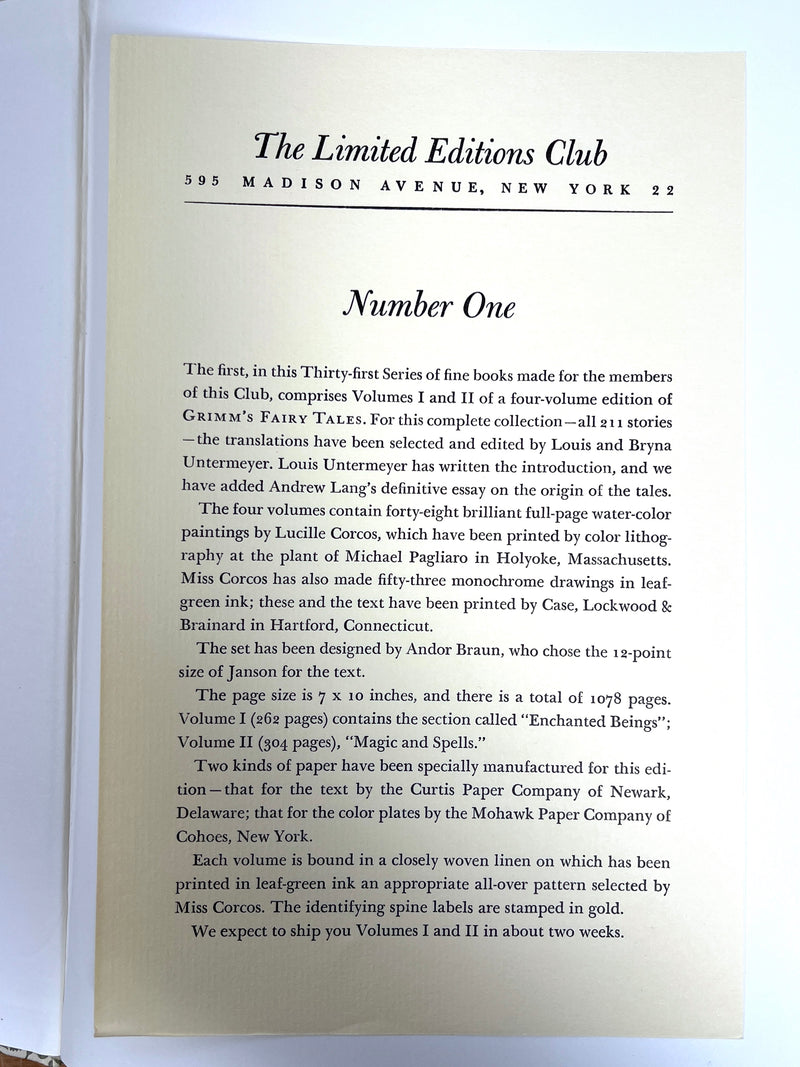 The Limited Editions Club
595 MADISON AVENUE, NEW YORK 22
Number One
The first, in this Thirty-first Series of fine books made for the members
of this Club, comprises Volumes I and II of a four-volume edition of
GRIMM'S FAIRY TALES. For this complete collection—all 211 stories
—the translations have been selected and edited by Louis and Bryna
Untermeyer. Louis Untermeyer has written the introduction, and we
have added Andrew Lang's definitive essay on the origin of the tales.
The four volumes contain forty-eight brilliant full-page water-color
paintings by Lucille Corcos, which have been printed by color lithog-
raphy at the plant of Michael Pagliaro in Holyoke, Massachusetts.
Miss Corcos has also made fifty-three monochrome drawings in leaf-
green ink; these and the text have been printed by Case, Lockwood &
Brainard in Hartford, Connecticut.
The set has been designed by Andor Braun, who chose the 12-point
size of Janson for the text.
The page size is 7 x 10 inches, and there is a total of 1078 pages.
Volume I (262 pages) contains the section called "Enchanted Beings";
Volume II (304 pages), "Magic and Spells."
Two kinds of paper have been specially manufactured for this edi-
tion—that for the text by the Curtis Paper Company of Newark,
Delaware; that for the color plates by the Mohawk Paper Company of
Cohoes, New York.
Each volume is bound in a closely woven linen on which has been
printed in leaf-green ink an appropriate all-over pattern selected by
Miss Corcos. The identifying spine labels are stamped in gold.
We expect to ship you Volumes I and II in about two weeks.